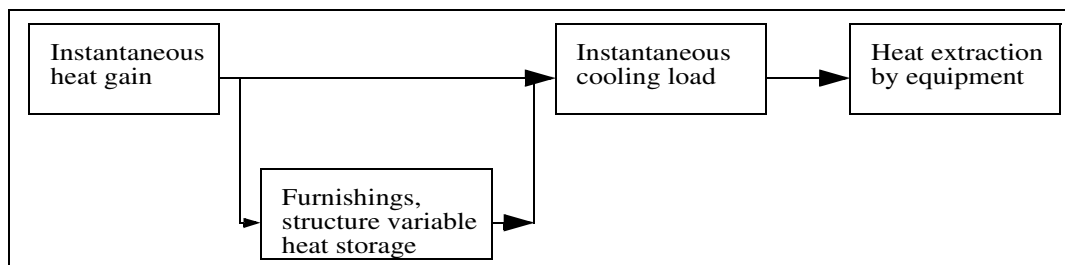 Instantaneous
heat gain
Instantaneous
cooling load
Heat extraction
by equipment
Furnishings,
structure variable
heat storage